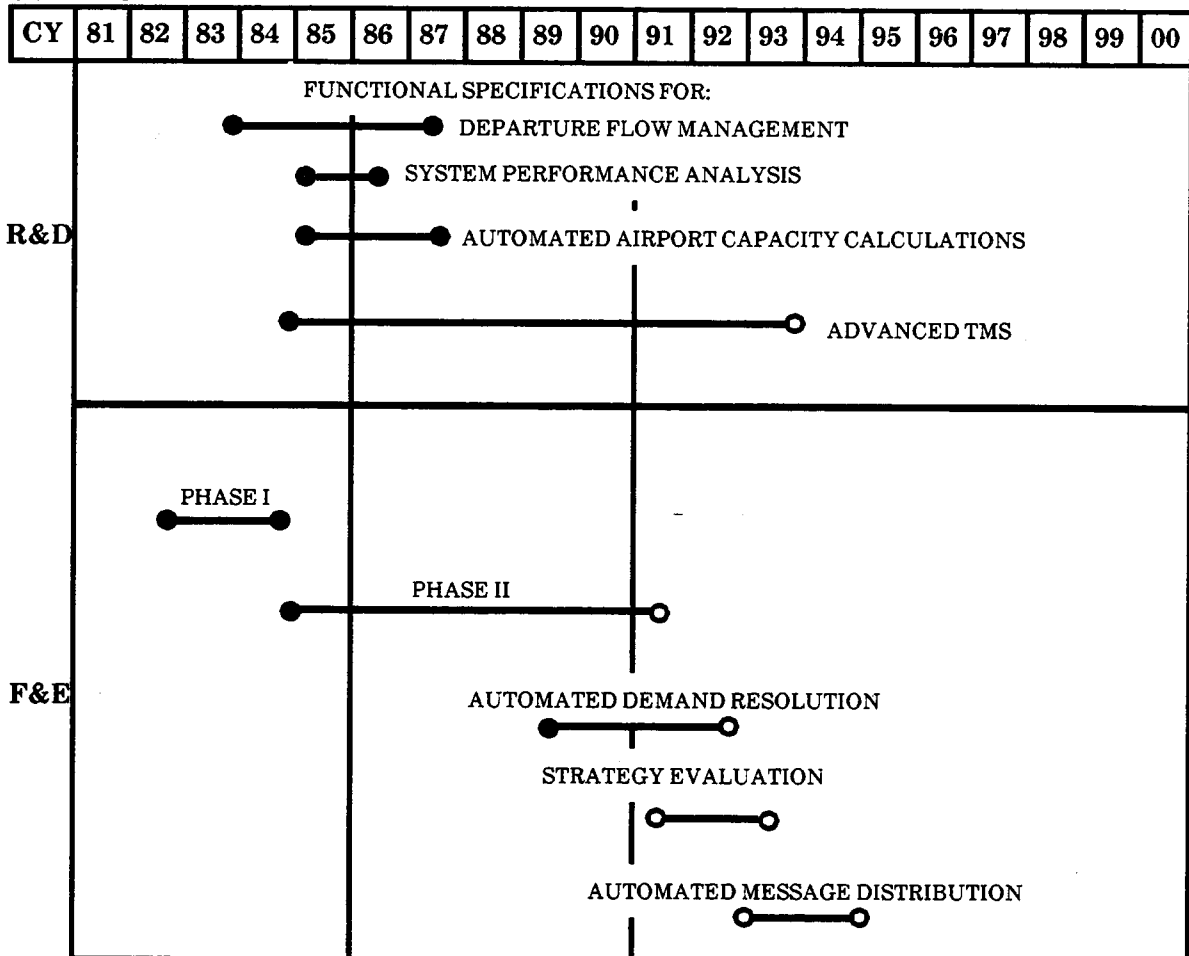 CY 81 82 83 84 85 86 87 88 89 90 91 92 93 94 95 96 97 98 99 00
FUNCTIONAL SPECIFICATIONS FOR:
DEPARTURE FLOW MANAGEMENT
SYSTEM PERFORMANCE ANALYSIS
R&D
AUTOMATED AIRPORT CAPACITY CALCULATIONS
ADVANCED TMS
PHASE I
PHASE II
F&E
AUTOMATED DEMAND RESOLUTION
STRATEGY EVALUATION
AUTOMATED MESSAGE DISTRIBUTION